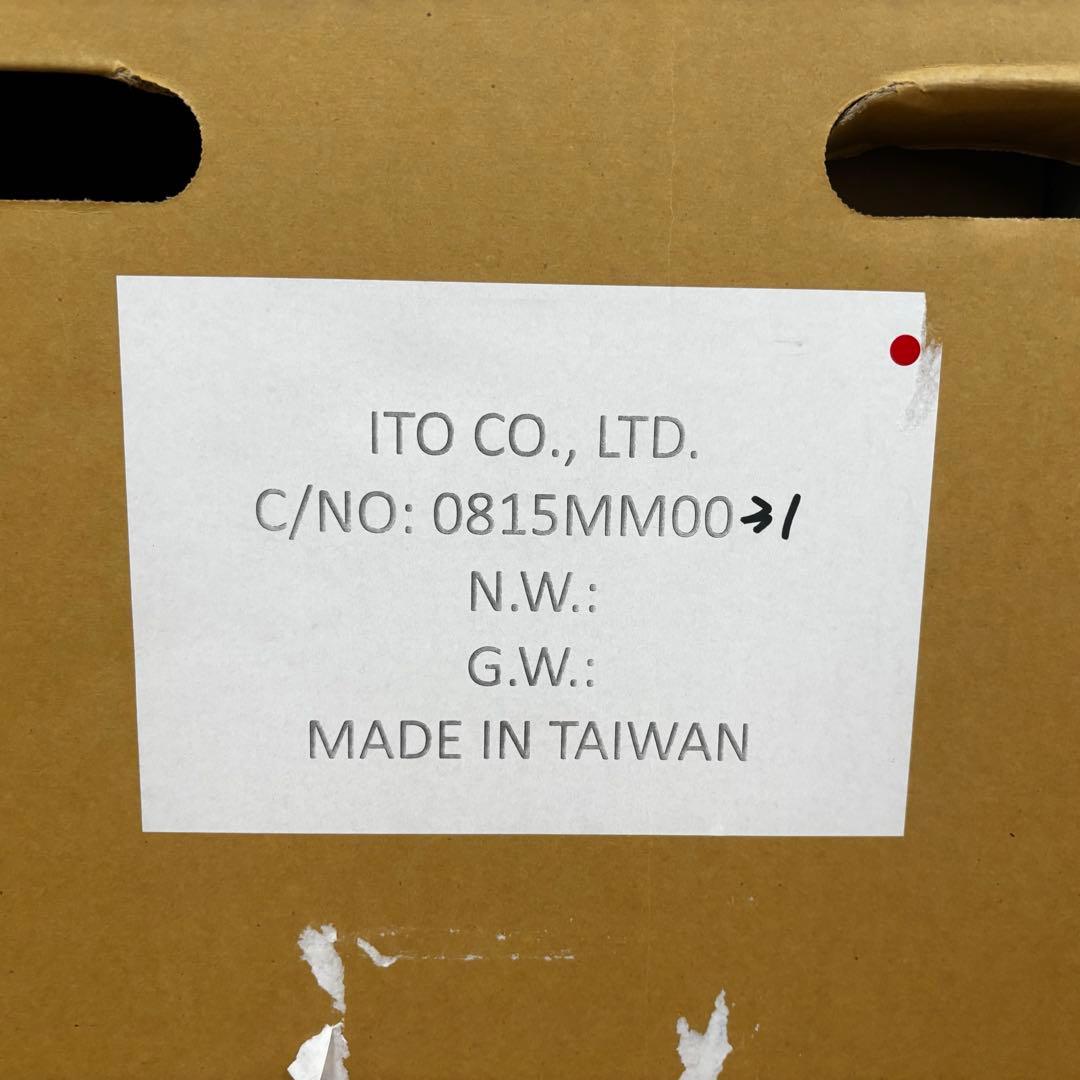 ITO CO., LTD.
C/NO: 0815MM0031
N.W.:
G.W.:
MADE IN TAIWAN